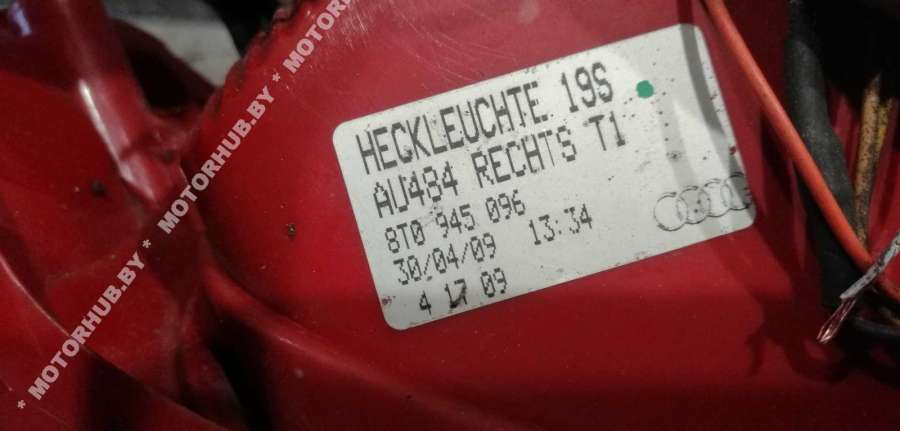 HECKLEUCHTE 19S
AU484 RECHTS T1
8T0 945 096
30/04/09 13:34
4 17 09
* MOTORHUB.BY * MOTORHUB.BY * MOTORHUB.BY